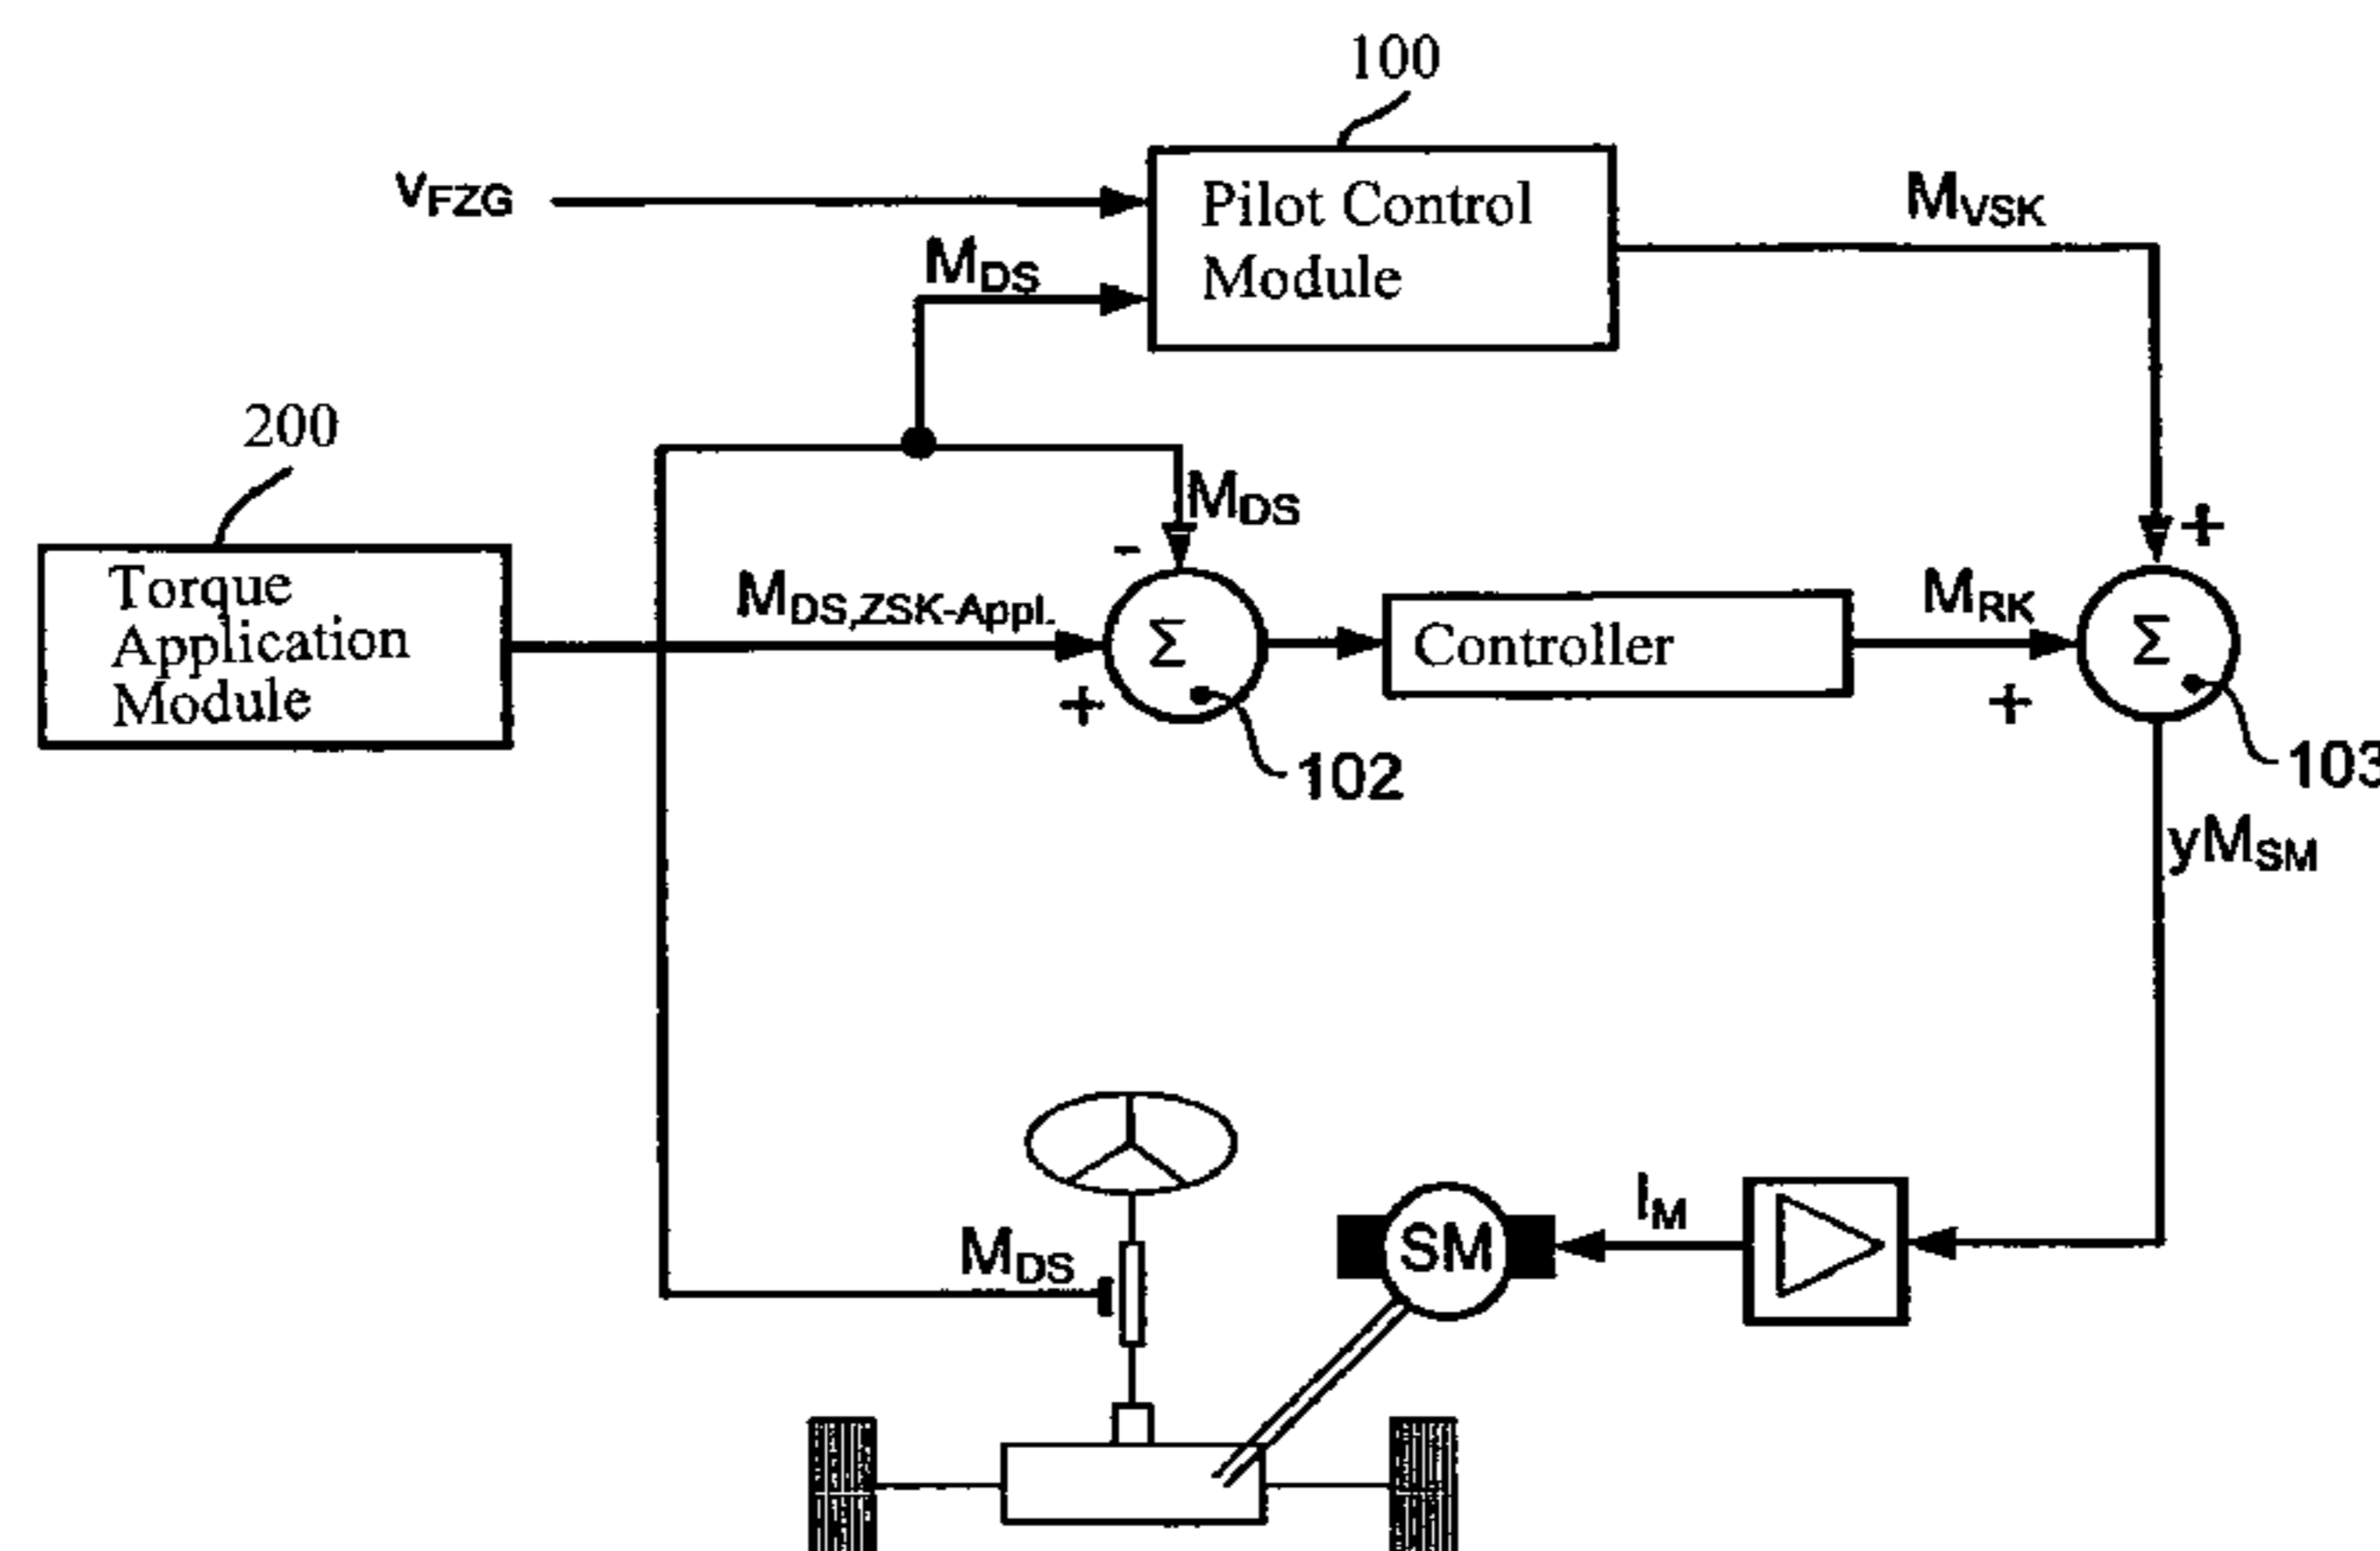 100
vFZG
Pilot Control
Module
MVSK
MDS
200
MDS
Torque
Application
Module
MDS,ZSK-Appl.
-
+
Σ
Controller
MRK
+
+
Σ
102
103
yMSM
MDS
SM
IM